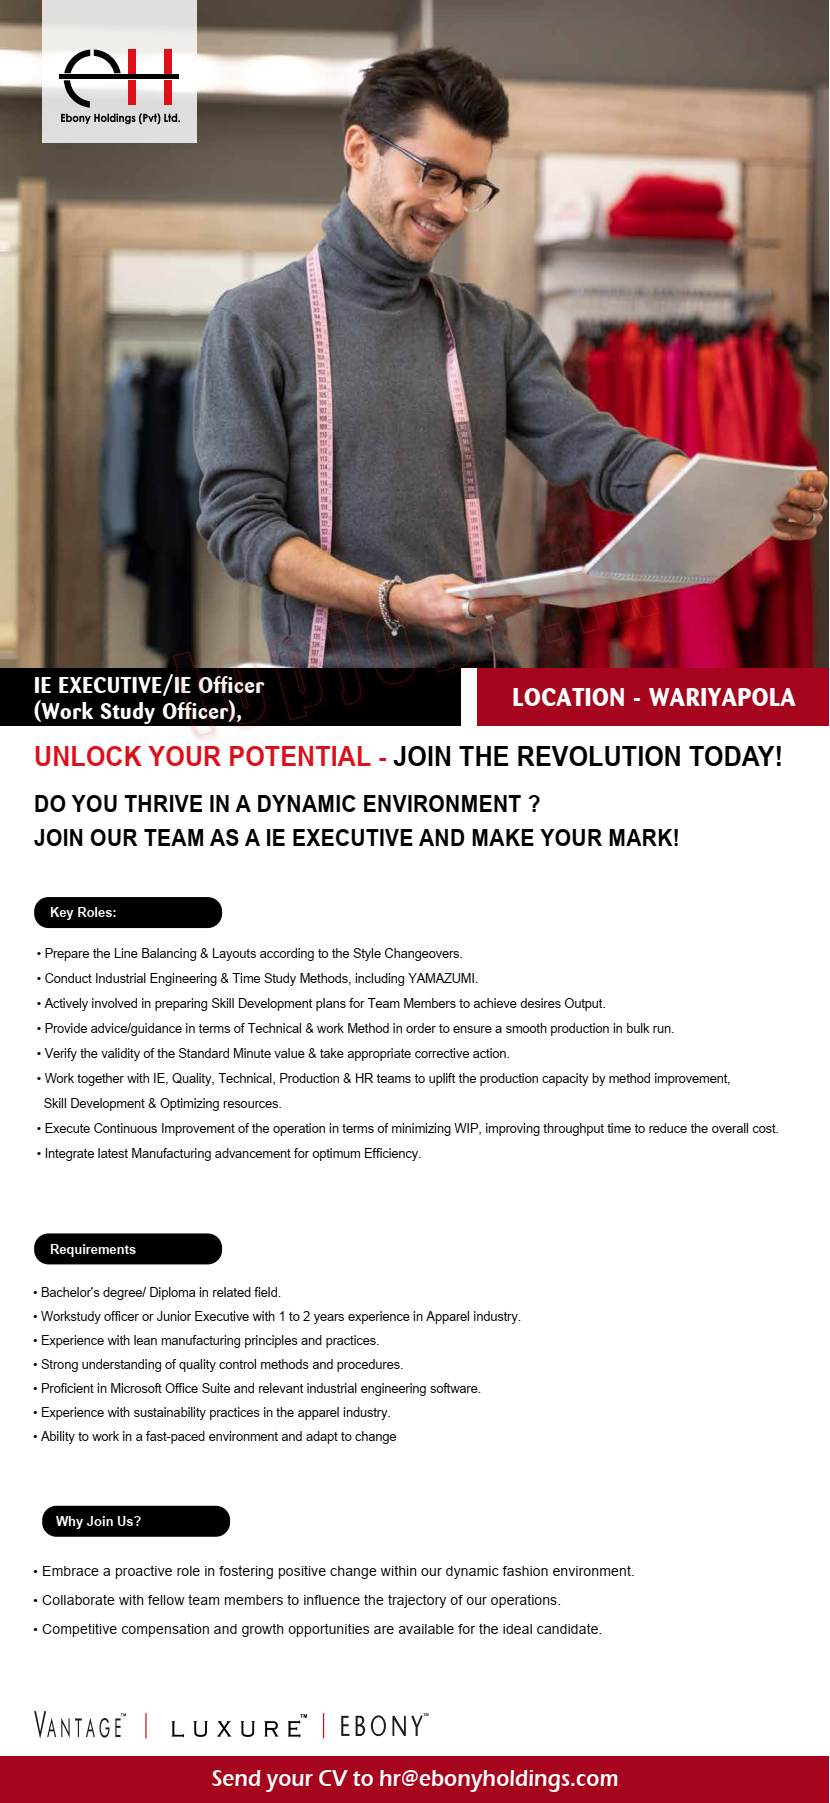 Ebony Holdings (Pvt) Ltd.
topjobs.lk
IE EXECUTIVE/IE Officer
(Work Study Officer),
LOCATION - WARIYAPOLA
UNLOCK YOUR POTENTIAL - JOIN THE REVOLUTION TODAY!
DO YOU THRIVE IN A DYNAMIC ENVIRONMENT ?
JOIN OUR TEAM AS A IE EXECUTIVE AND MAKE YOUR MARK!
Key Roles:
• Prepare the Line Balancing & Layouts according to the Style Changeovers.
• Conduct Industrial Engineering & Time Study Methods, including YAMAZUMI.
• Actively involved in preparing Skill Development plans for Team Members to achieve desires Output.
• Provide advice/guidance in terms of Technical & work Method in order to ensure a smooth production in bulk run.
• Verify the validity of the Standard Minute value & take appropriate corrective action.
• Work together with IE, Quality, Technical, Production & HR teams to uplift the production capacity by method improvement,
Skill Development & Optimizing resources.
• Execute Continuous Improvement of the operation in terms of minimizing WIP, improving throughput time to reduce the overall cost.
• Integrate latest Manufacturing advancement for optimum Efficiency.
Requirements
• Bachelor's degree/ Diploma in related field.
• Workstudy officer or Junior Executive with 1 to 2 years experience in Apparel industry.
• Experience with lean manufacturing principles and practices.
• Strong understanding of quality control methods and procedures.
• Proficient in Microsoft Office Suite and relevant industrial engineering software.
• Experience with sustainability practices in the apparel industry.
• Ability to work in a fast-paced environment and adapt to change
Why Join Us?
• Embrace a proactive role in fostering positive change within our dynamic fashion environment.
• Collaborate with fellow team members to influence the trajectory of our operations.
• Competitive compensation and growth opportunities are available for the ideal candidate.
VANTAGE™ | LUXURE™ | EBONY™
Send your CV to hr@ebonyholdings.com